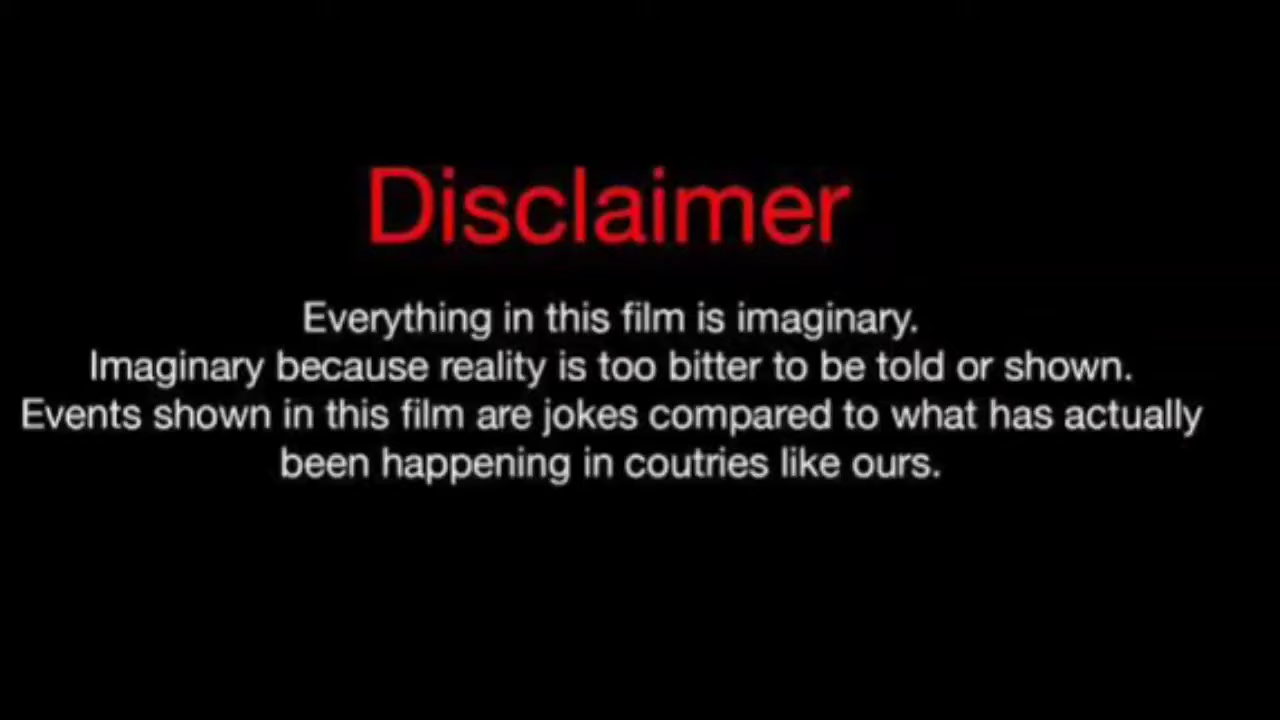 Disclaimer
Everything in this film is imaginary.
Imaginary because reality is too bitter to be told or shown.
Events shown in this film are jokes compared to what has actually
been happening in coutries like ours.